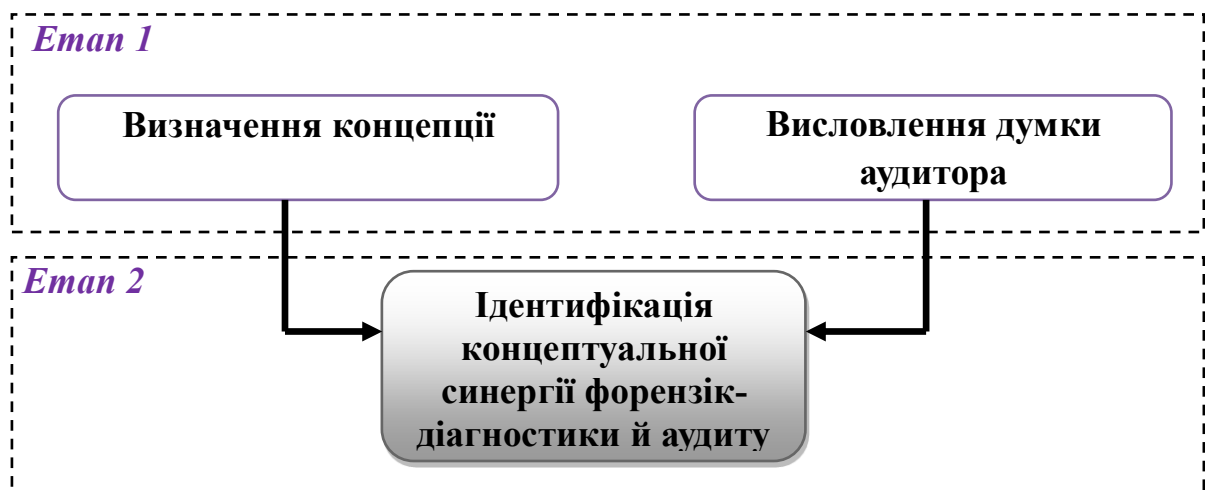 Етап 1
Визначення концепції
Висловлення думки
аудитора
Етап 2
Ідентифікація
концептуальної
синергії форензік-
діагностики й аудиту